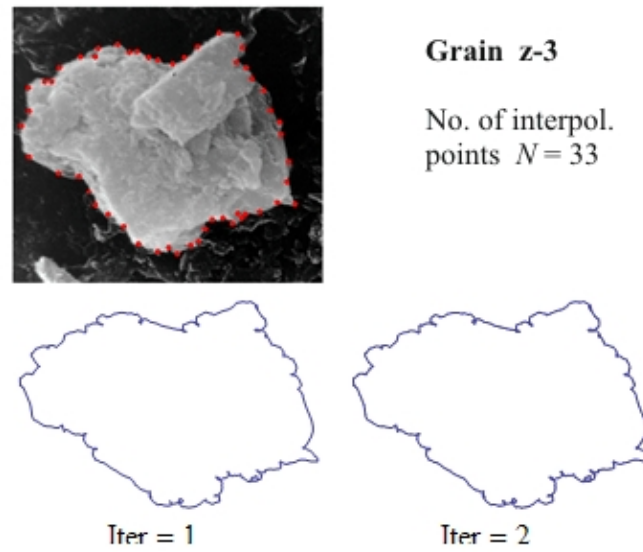 Grain z-3
No. of interpol.
points N = 33
Iter = 1
Iter = 2